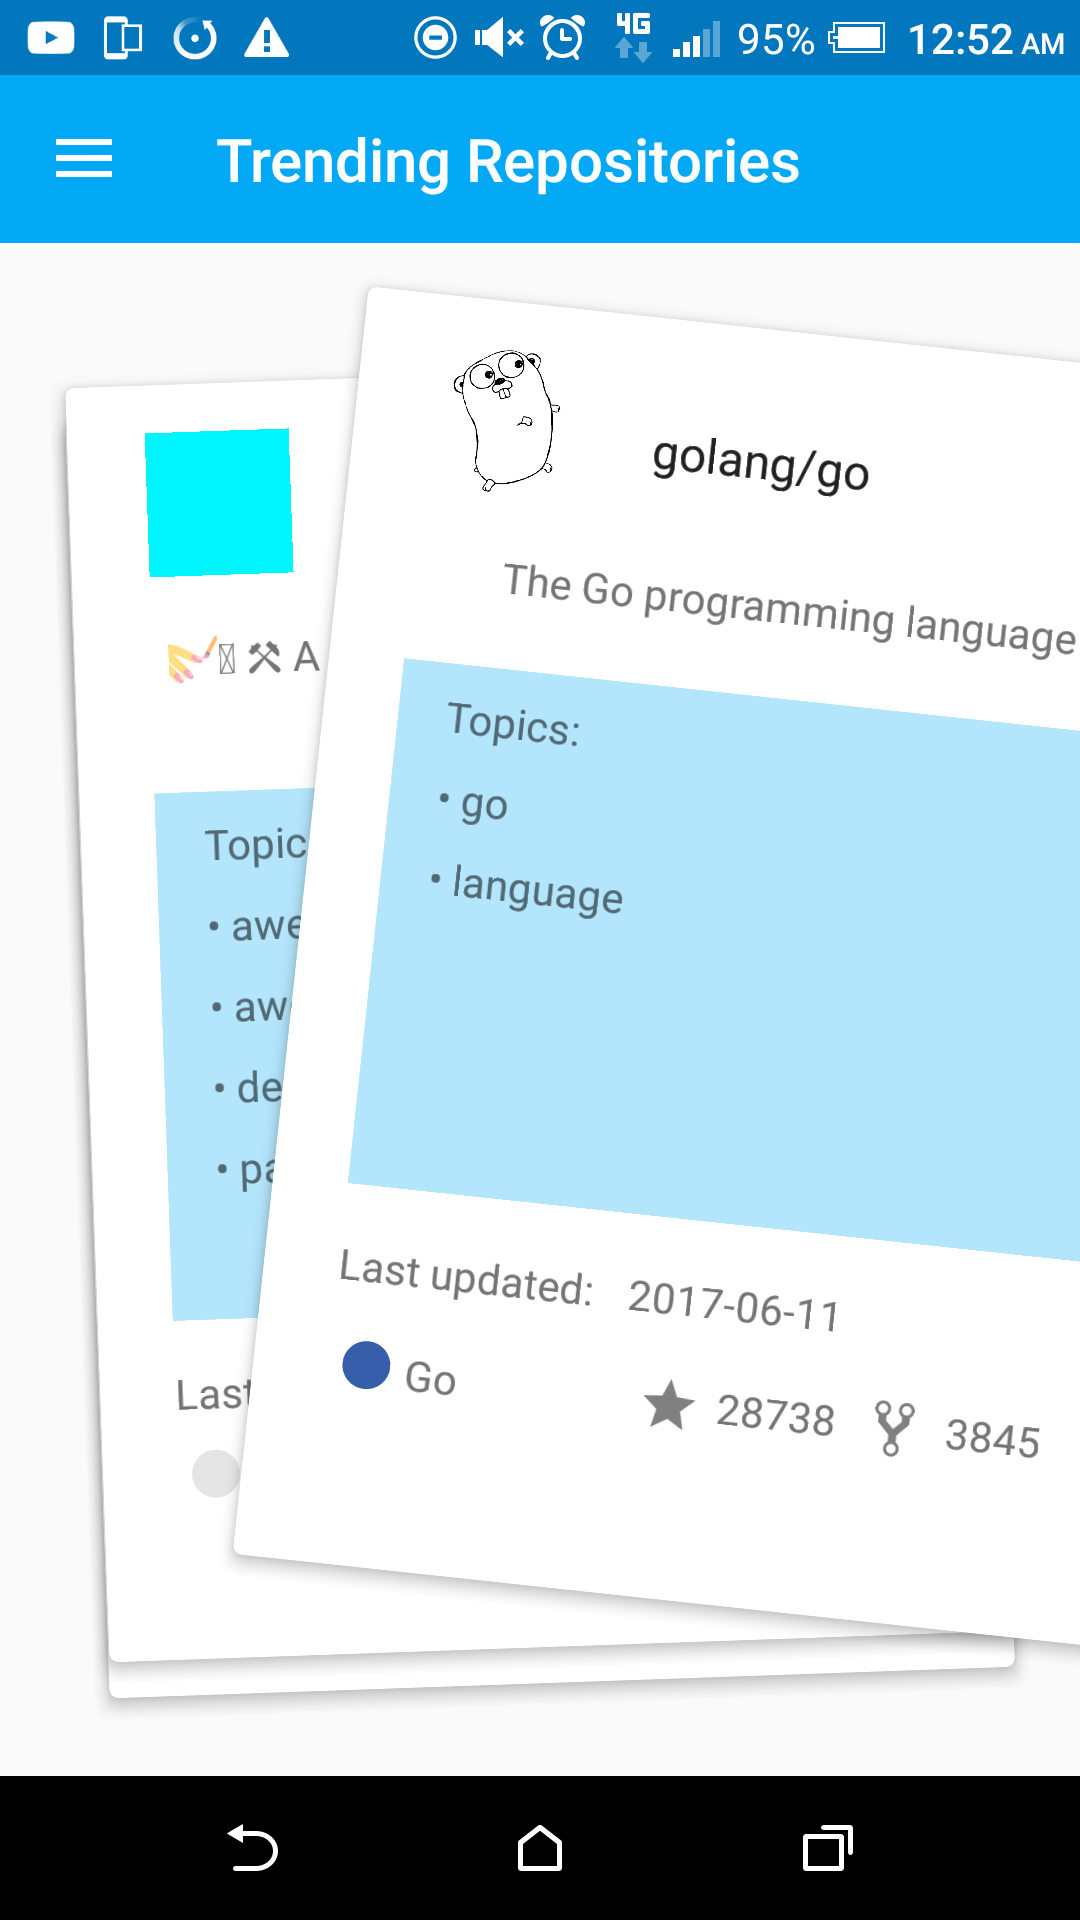 4G 95% 12:52 AM
Trending Repositories
golang/go
The Go programming language
Topics:
• go
• language
Last updated: 2017-06-11
Go 28738 3845
A
Topic
• awe
• aw
• de
• pa
Last